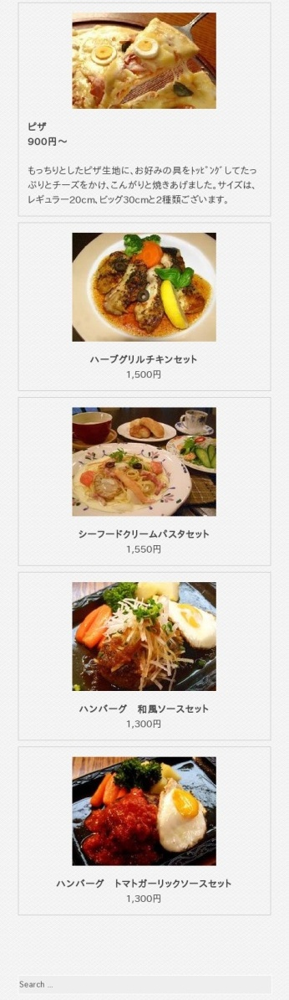 ピザ
900円～
もっちりとしたピザ生地に、お好みの具をﾄｯﾋﾟﾝｸﾞしてたっ
ぷりとチーズをかけ、こんがりと焼きあげました。サイズは、
レギュラー20cm、ビッグ30cmと2種類ございます。
ハーブグリルチキンセット
1,500円
シーフードクリームパスタセット
1,550円
ハンバーグ　和風ソースセット
1,300円
ハンバーグ　トマトガーリックソースセット
1,300円
Search ...